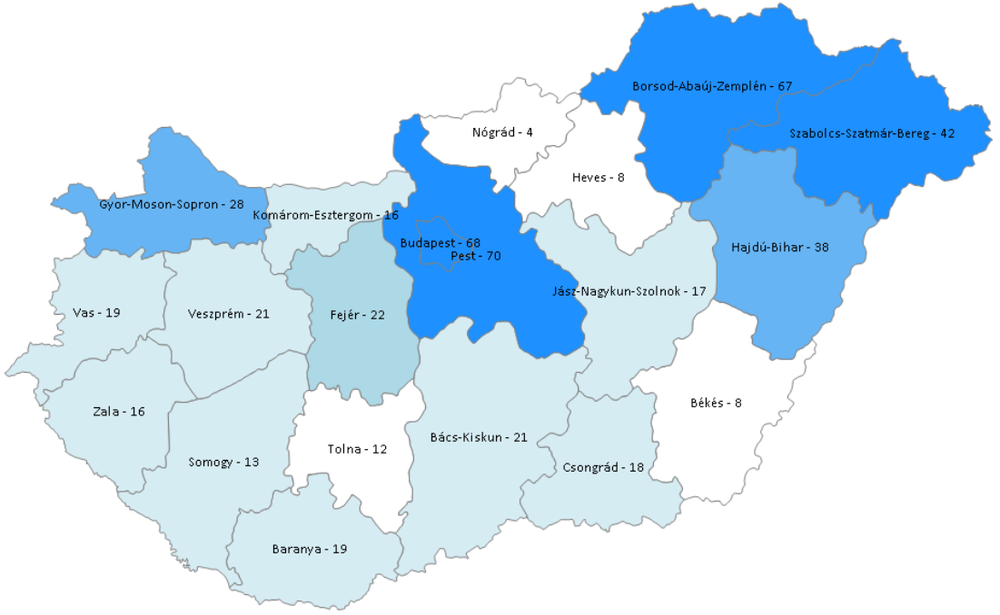 Borsod-Abaúj-Zemplén - 67
Nógrád - 4
Szabolcs-Szatmár-Bereg - 42
Heves - 8
Gyor-Moson-Sopron - 28
Komárom-Esztergom - 16
Budapest - 68
Hajdú-Bihar - 38
Pest - 70
Jász-Nagykun-Szolnok - 17
Vas - 19
Veszprém - 21
Fejér - 22
Békés - 8
Zala - 16
Bács-Kiskun - 21
Tolna - 12
Somogy - 13
Csongrád - 18
Baranya - 19